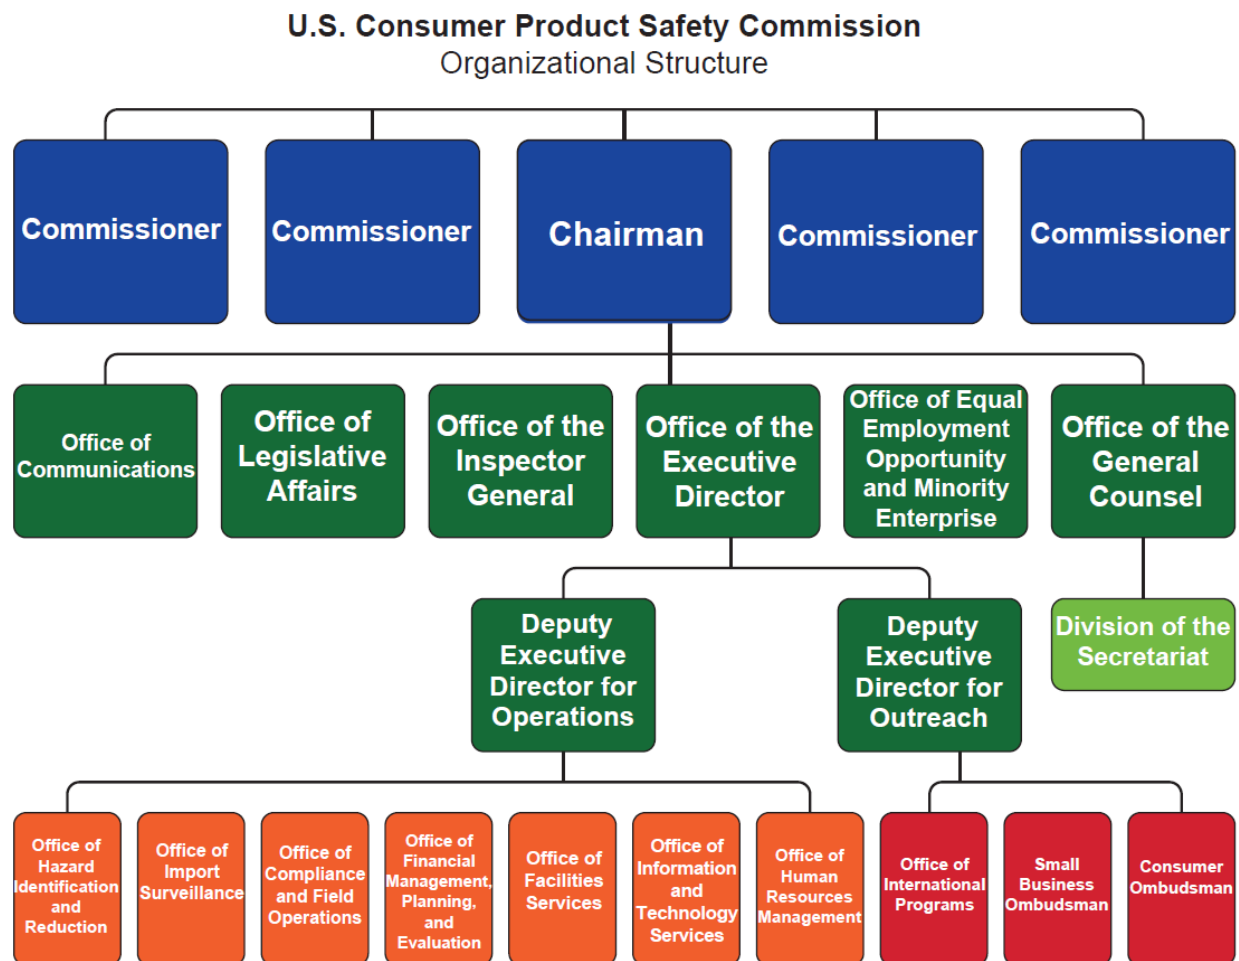 U.S. Consumer Product Safety Commission
Organizational Structure
Commissioner
Commissioner
Chairman
Commissioner
Commissioner
Office of
Communications
Office of
Legislative
Affairs
Office of the
Inspector
General
Office of the
Executive
Director
Office of Equal
Employment
Opportunity
and Minority
Enterprise
Office of the
General
Counsel
Deputy
Executive
Director for
Operations
Deputy
Executive
Director for
Outreach
Division of the
Secretariat
Office of
Hazard
Identification
and
Reduction
Office of
Import
Surveillance
Office of
Compliance
and Field
Operations
Office of
Financial
Management,
Planning,
and
Evaluation
Office of
Facilities
Services
Office of
Information
and
Technology
Services
Office of
Human
Resources
Management
Office of
International
Programs
Small
Business
Ombudsman
Consumer
Ombudsman